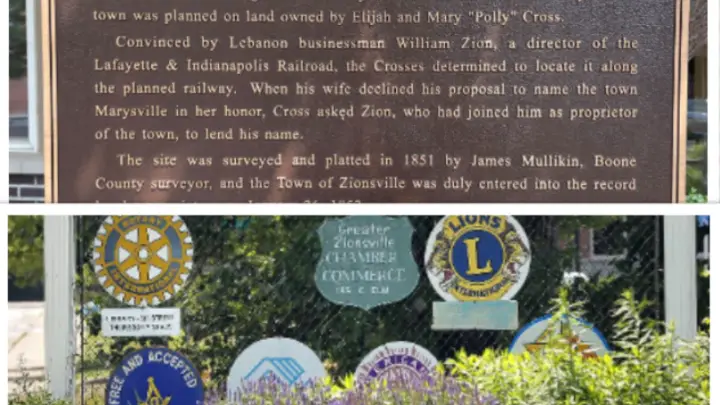 town was planned on land owned by Elijah and Mary "Polly" Cross.
Convinced by Lebanon businessman William Zion, a director of the
Lafayette & Indianapolis Railroad, the Crosses determined to locate it along
the planned railway. When his wife declined his proposal to name the town
Marysville in her honor, Cross asked Zion, who had joined him as proprietor
of the town, to lend his name.
The site was surveyed and platted in 1851 by James Mullikin, Boone
County surveyor, and the Town of Zionsville was duly entered into the record
ROTARY
INTERNATIONAL
Greater
Zionsville
CHAMBER
COMMERCE
LIONS
L
INTERNATIONAL
FREE AND ACCEPTED